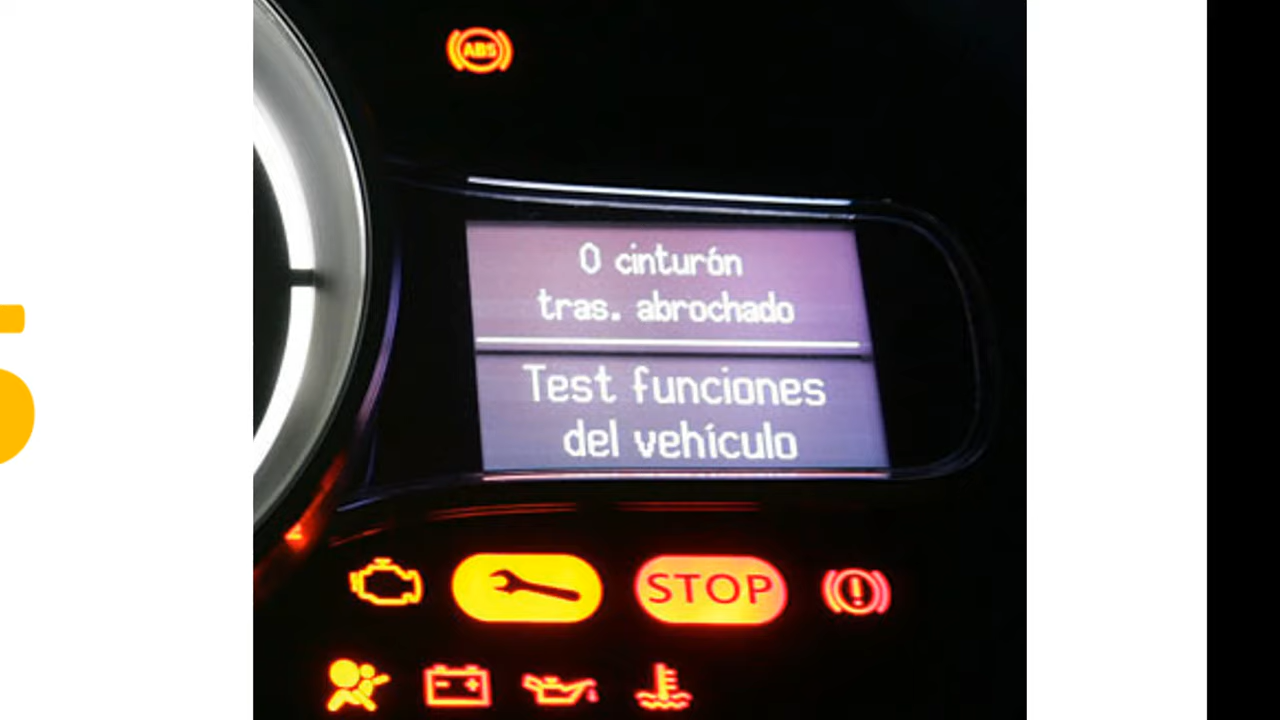 ABS
0 cinturón
tras. abrochado
Test funciones
del vehículo
STOP